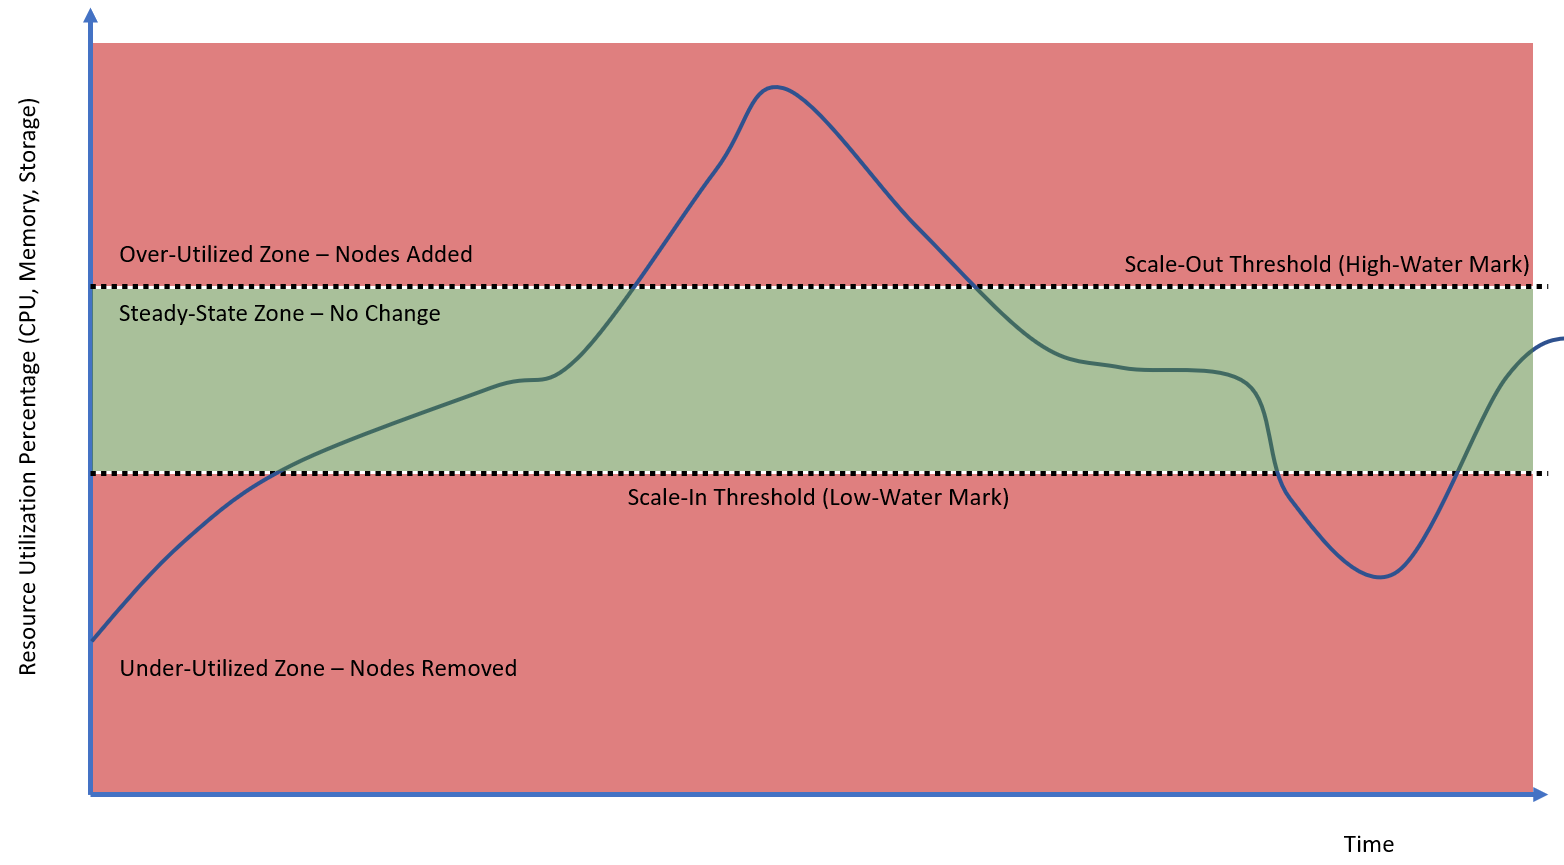 Resource Utilization Percentage (CPU, Memory, Storage)
Over-Utilized Zone – Nodes Added
Scale-Out Threshold (High-Water Mark)
Steady-State Zone – No Change
Scale-In Threshold (Low-Water Mark)
Under-Utilized Zone – Nodes Removed
Time